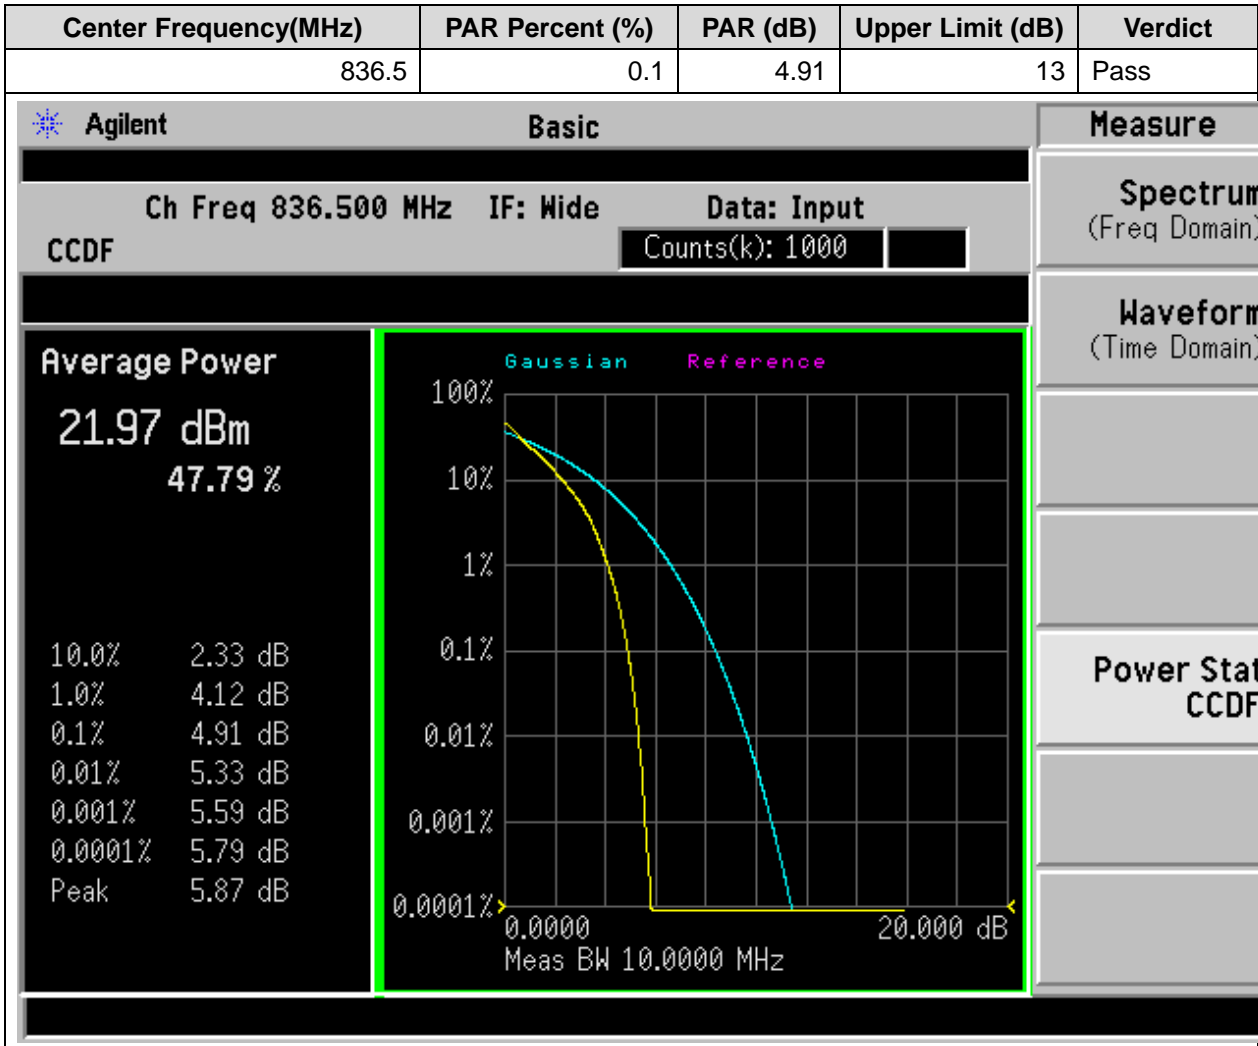 Center Frequency(MHz) PAR Percent (%) PAR (dB) Upper Limit (dB) Verdict
836.5 0.1 4.91 13 Pass
Agilent Basic Measure
Ch Freq 836.500 MHz IF: Wide Data: Input
CCDF Counts(k): 1000
Spectrum
(Freq Domain)
Waveform
(Time Domain)
Power Stat
CCDF
Average Power
21.97 dBm
47.79 %
10.0% 2.33 dB
1.0% 4.12 dB
0.1% 4.91 dB
0.01% 5.33 dB
0.001% 5.59 dB
0.0001% 5.79 dB
Peak 5.87 dB
Gaussian Reference
100%
10%
1%
0.1%
0.01%
0.001%
0.0001%
0.0000 20.000 dB
Meas BW 10.0000 MHz